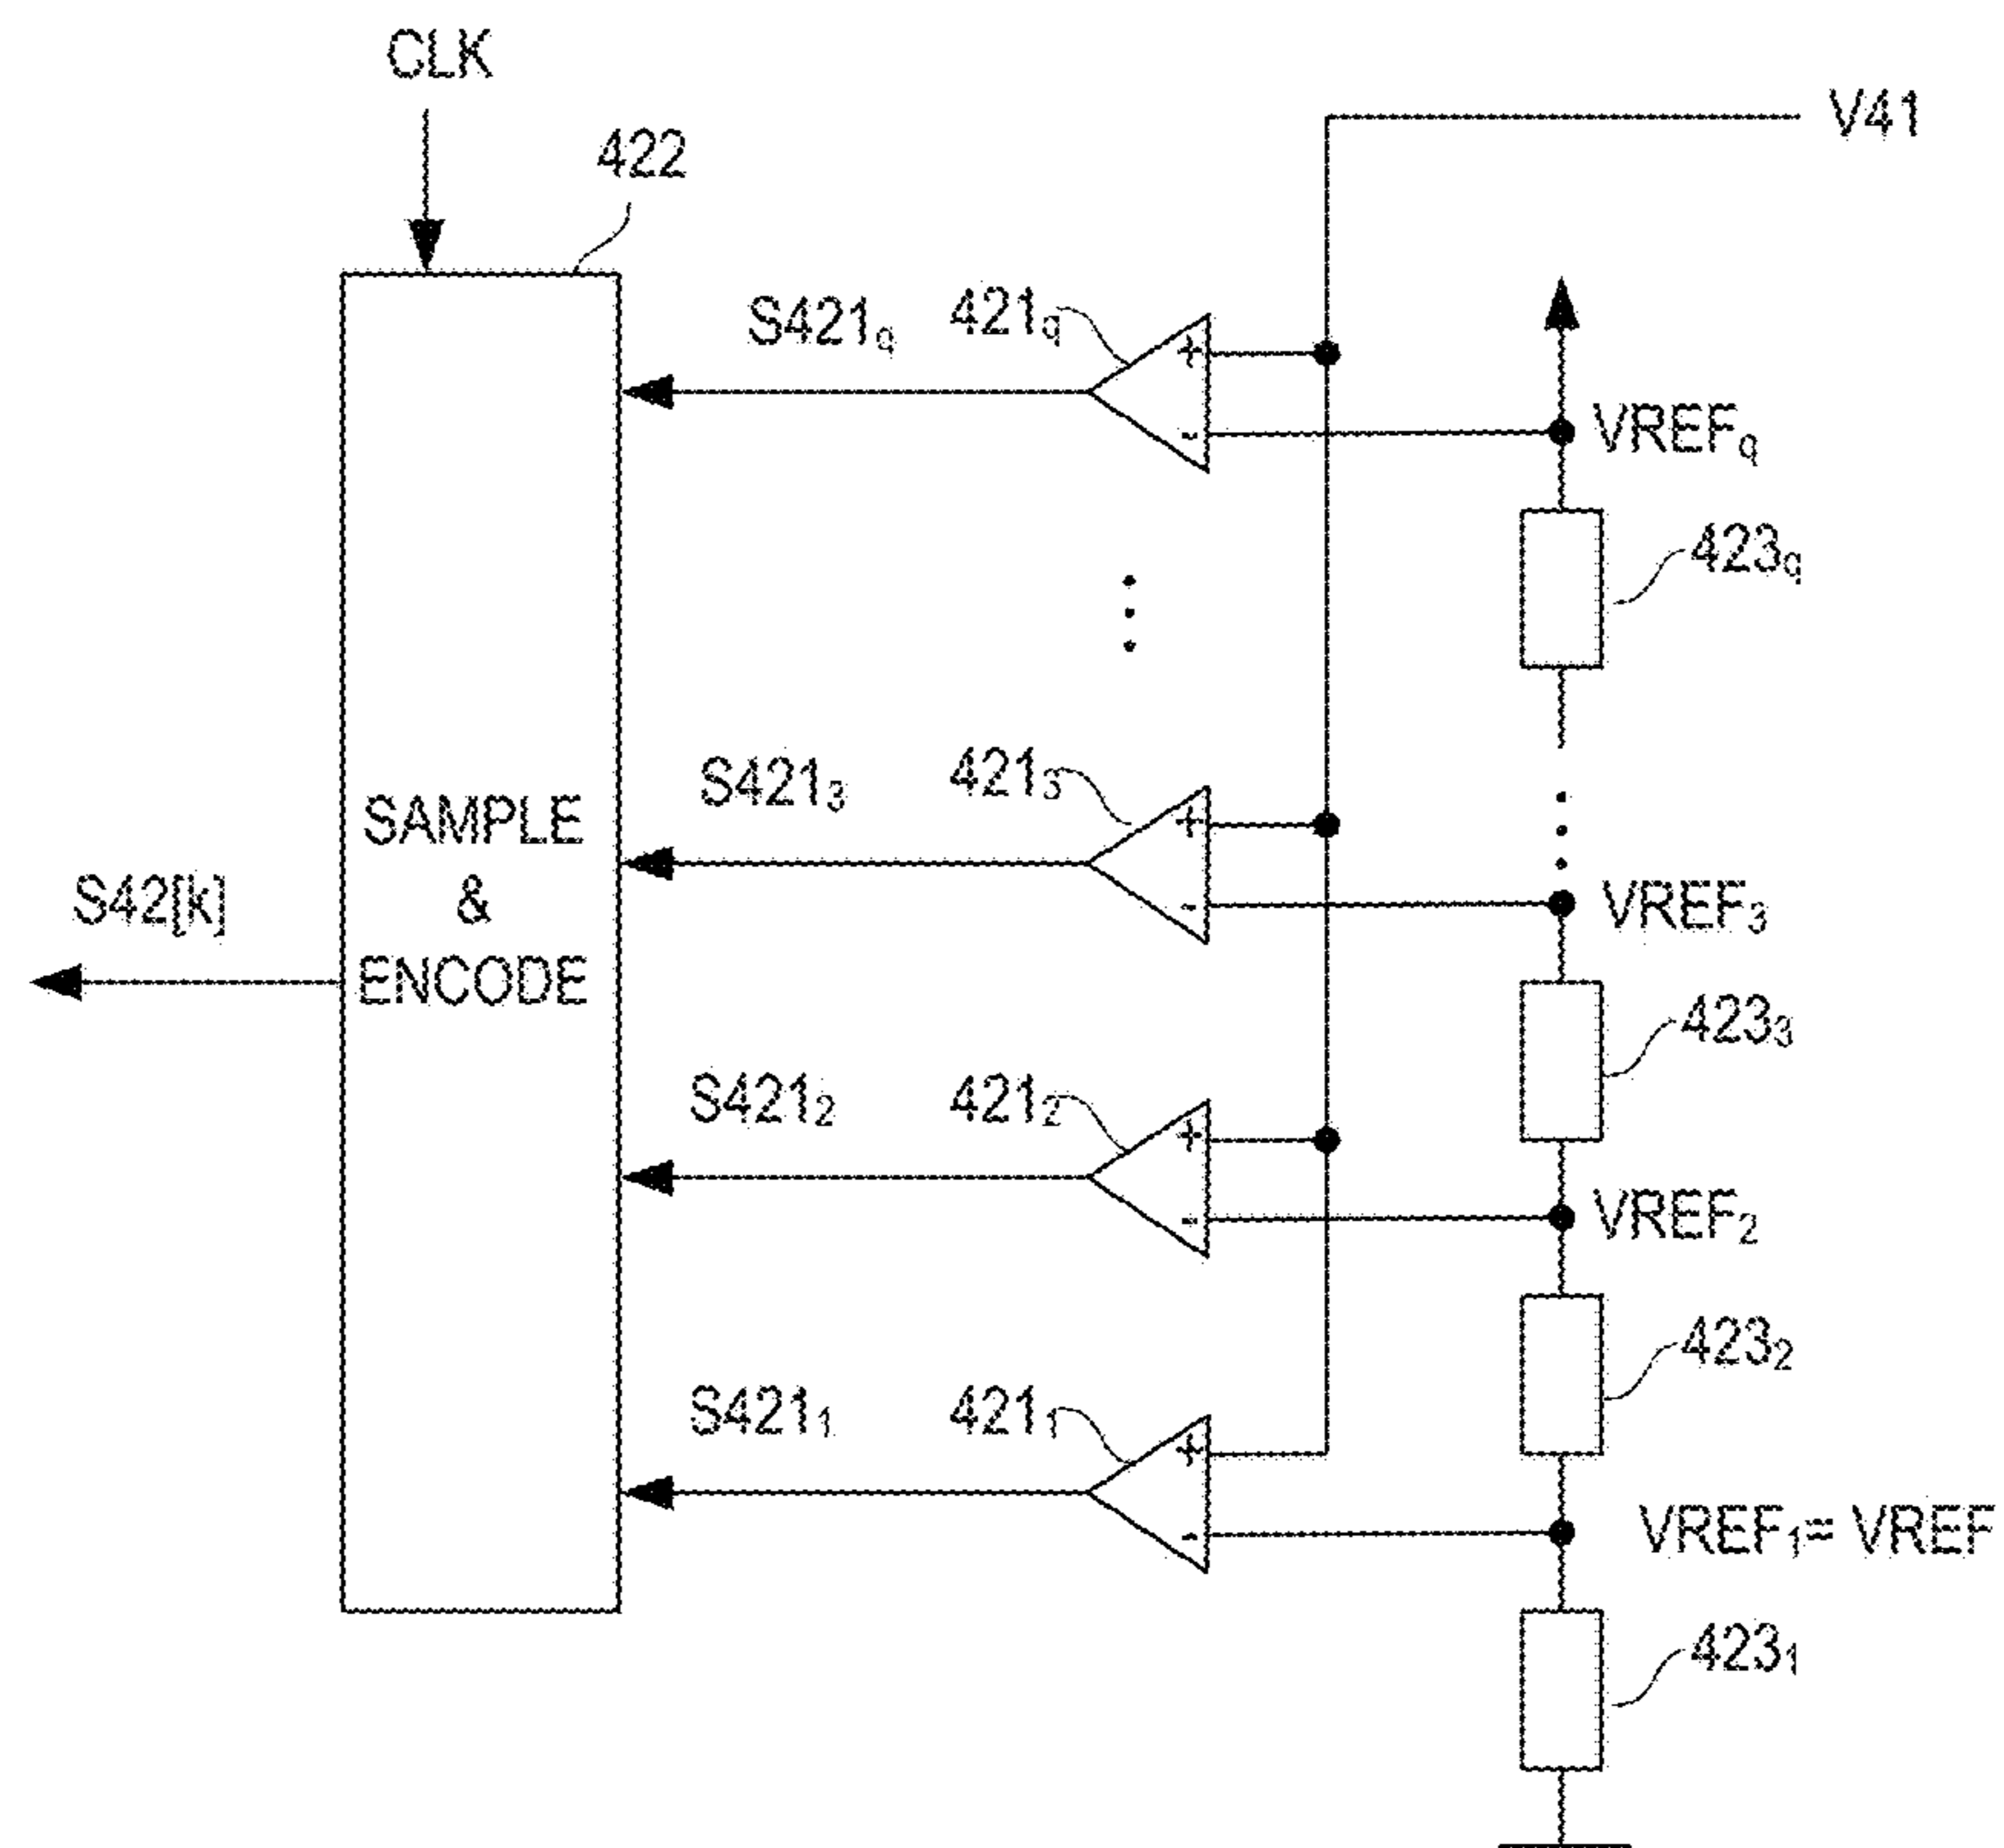 CLK
V41
422
S421q
421q
+
-
VREFq
423q
S4213
4213
+
-
VREF3
SAMPLE
&
ENCODE
S42[k]
4233
S4212
4212
+
-
VREF2
4232
S4211
4211
+
-
VREF1= VREF
4231